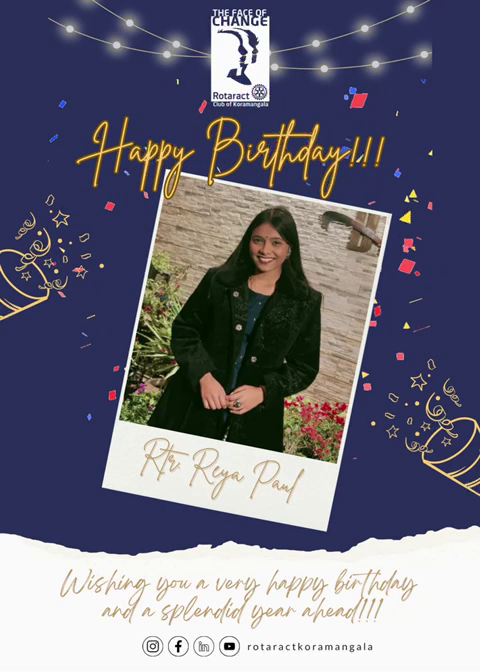 THE FACE OF
CHANGE
Rotaract
Club of Koramangala
Happy Birthday!!!
Rtr. Reya Paul
Wishing you a very happy birthday
and a splendid year ahead!!!
rotaractkoramangala